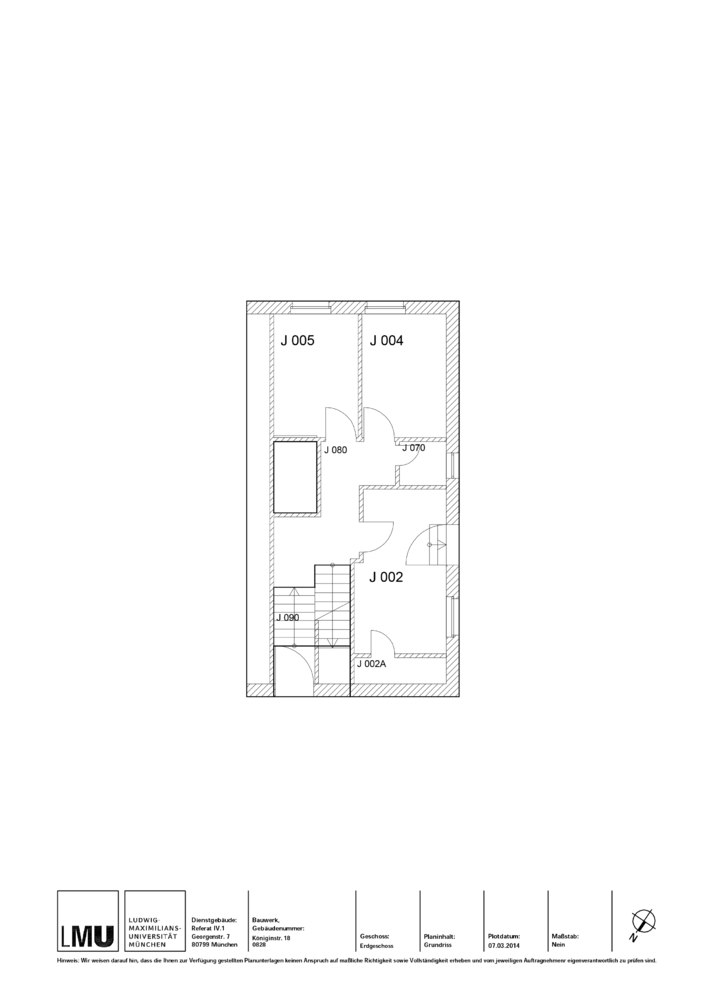 J 005
J 004
J 080
J 070
J 002
J 090
J 002A
LMU
LUDWIG-
MAXIMILIANS-
UNIVERSITÄT
MÜNCHEN
Dienstgebäude:
Referat IV.1
Georgenstr. 7
80799 München
Bauwerk,
Gebäudenummer:
Königinstr. 18
0828
Geschoss:
Erdgeschoss
Planinhalt:
Grundriss
Plotdatum:
07.03.2014
Maßstab:
Nein
N
Hinweis: Wir weisen darauf hin, dass die Ihnen zur Verfügung gestellten Planunterlagen keinen Anspruch auf maßliche Richtigkeit sowie Vollständigkeit erheben und vom jeweiligen Auftragnehmer eigenverantwortlich zu prüfen sind.